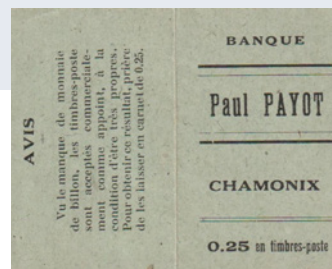 AVIS
Vu le manque de monnaie
de billon, les timbres-poste
sont acceptés commerciale-
ment comme appoint, à la
condition d'être très propres.
Pour obtenir ce résultat, prière
de les laisser en carnet de 0.25.
BANQUE
Paul PAYOT
CHAMONIX
0.25 en timbres-poste